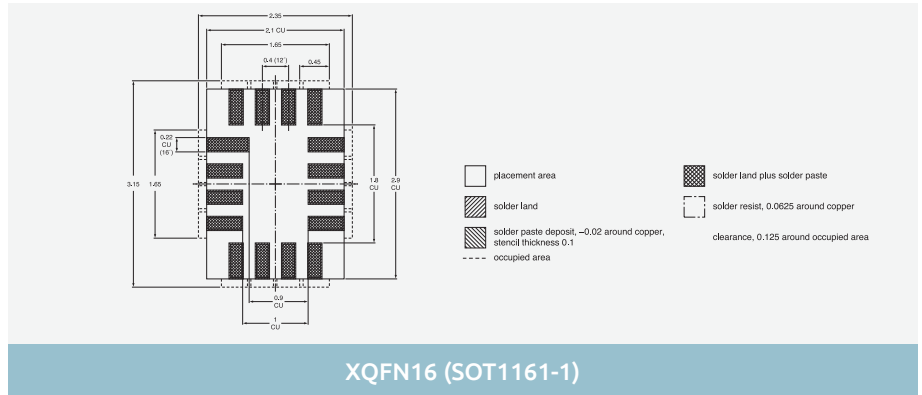 2.35
2.1 CU
1.65
0.4 (12`)
0.45
0.22
CU
(16`)
3.15
1.65
1.8
CU
2.9
CU
0.9
CU
1
CU
placement area
solder land
solder paste deposit, –0.02 around copper,
stencil thickness 0.1
occupied area
solder land plus solder paste
solder resist, 0.0625 around copper
clearance, 0.125 around occupied area
XQFN16 (SOT1161-1)